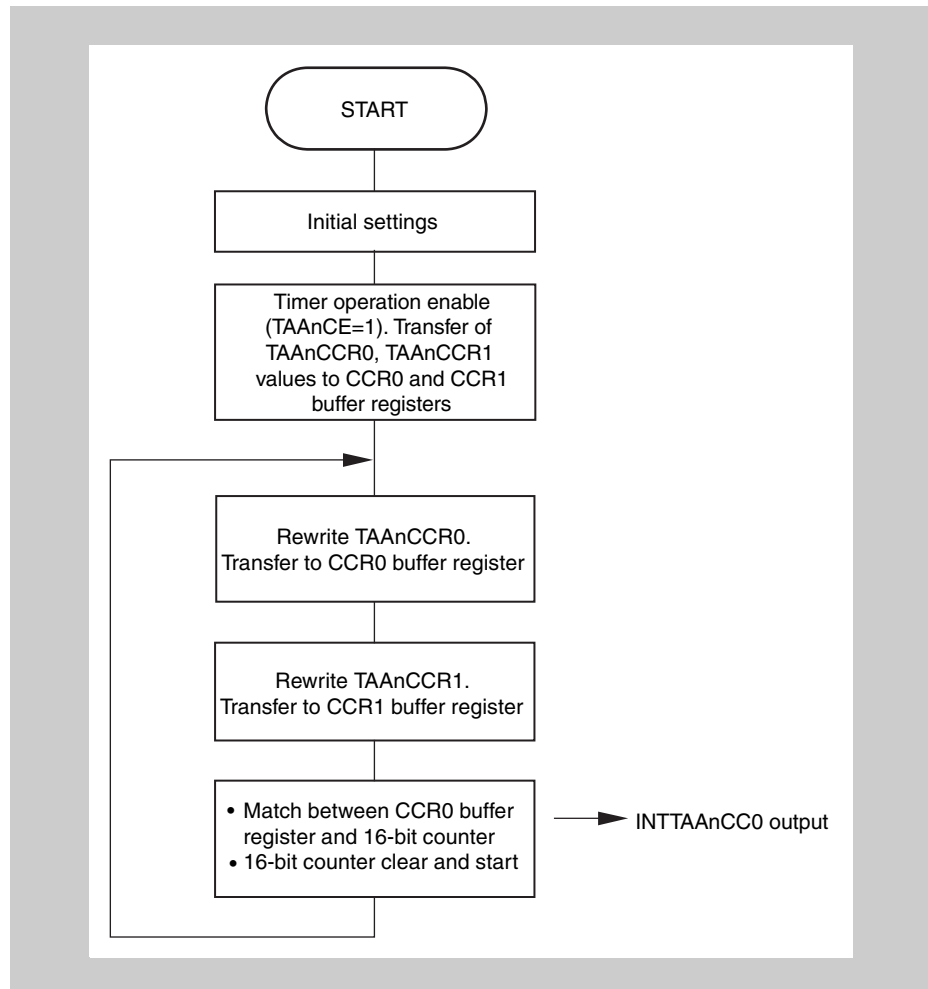 START
Initial settings
Timer operation enable
(TAAnCE=1). Transfer of
TAAnCCR0, TAAnCCR1
values to CCR0 and CCR1
buffer registers
Rewrite TAAnCCR0.
Transfer to CCR0 buffer register
Rewrite TAAnCCR1.
Transfer to CCR1 buffer register
• Match between CCR0 buffer
register and 16-bit counter
• 16-bit counter clear and start
INTTAAnCC0 output